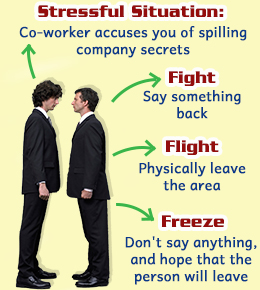 Stressful Situation:
Co-worker accuses you of spilling
company secrets
Fight
Say something
back
Flight
Physically leave
the area
Freeze
Don't say anything,
and hope that the
person will leave